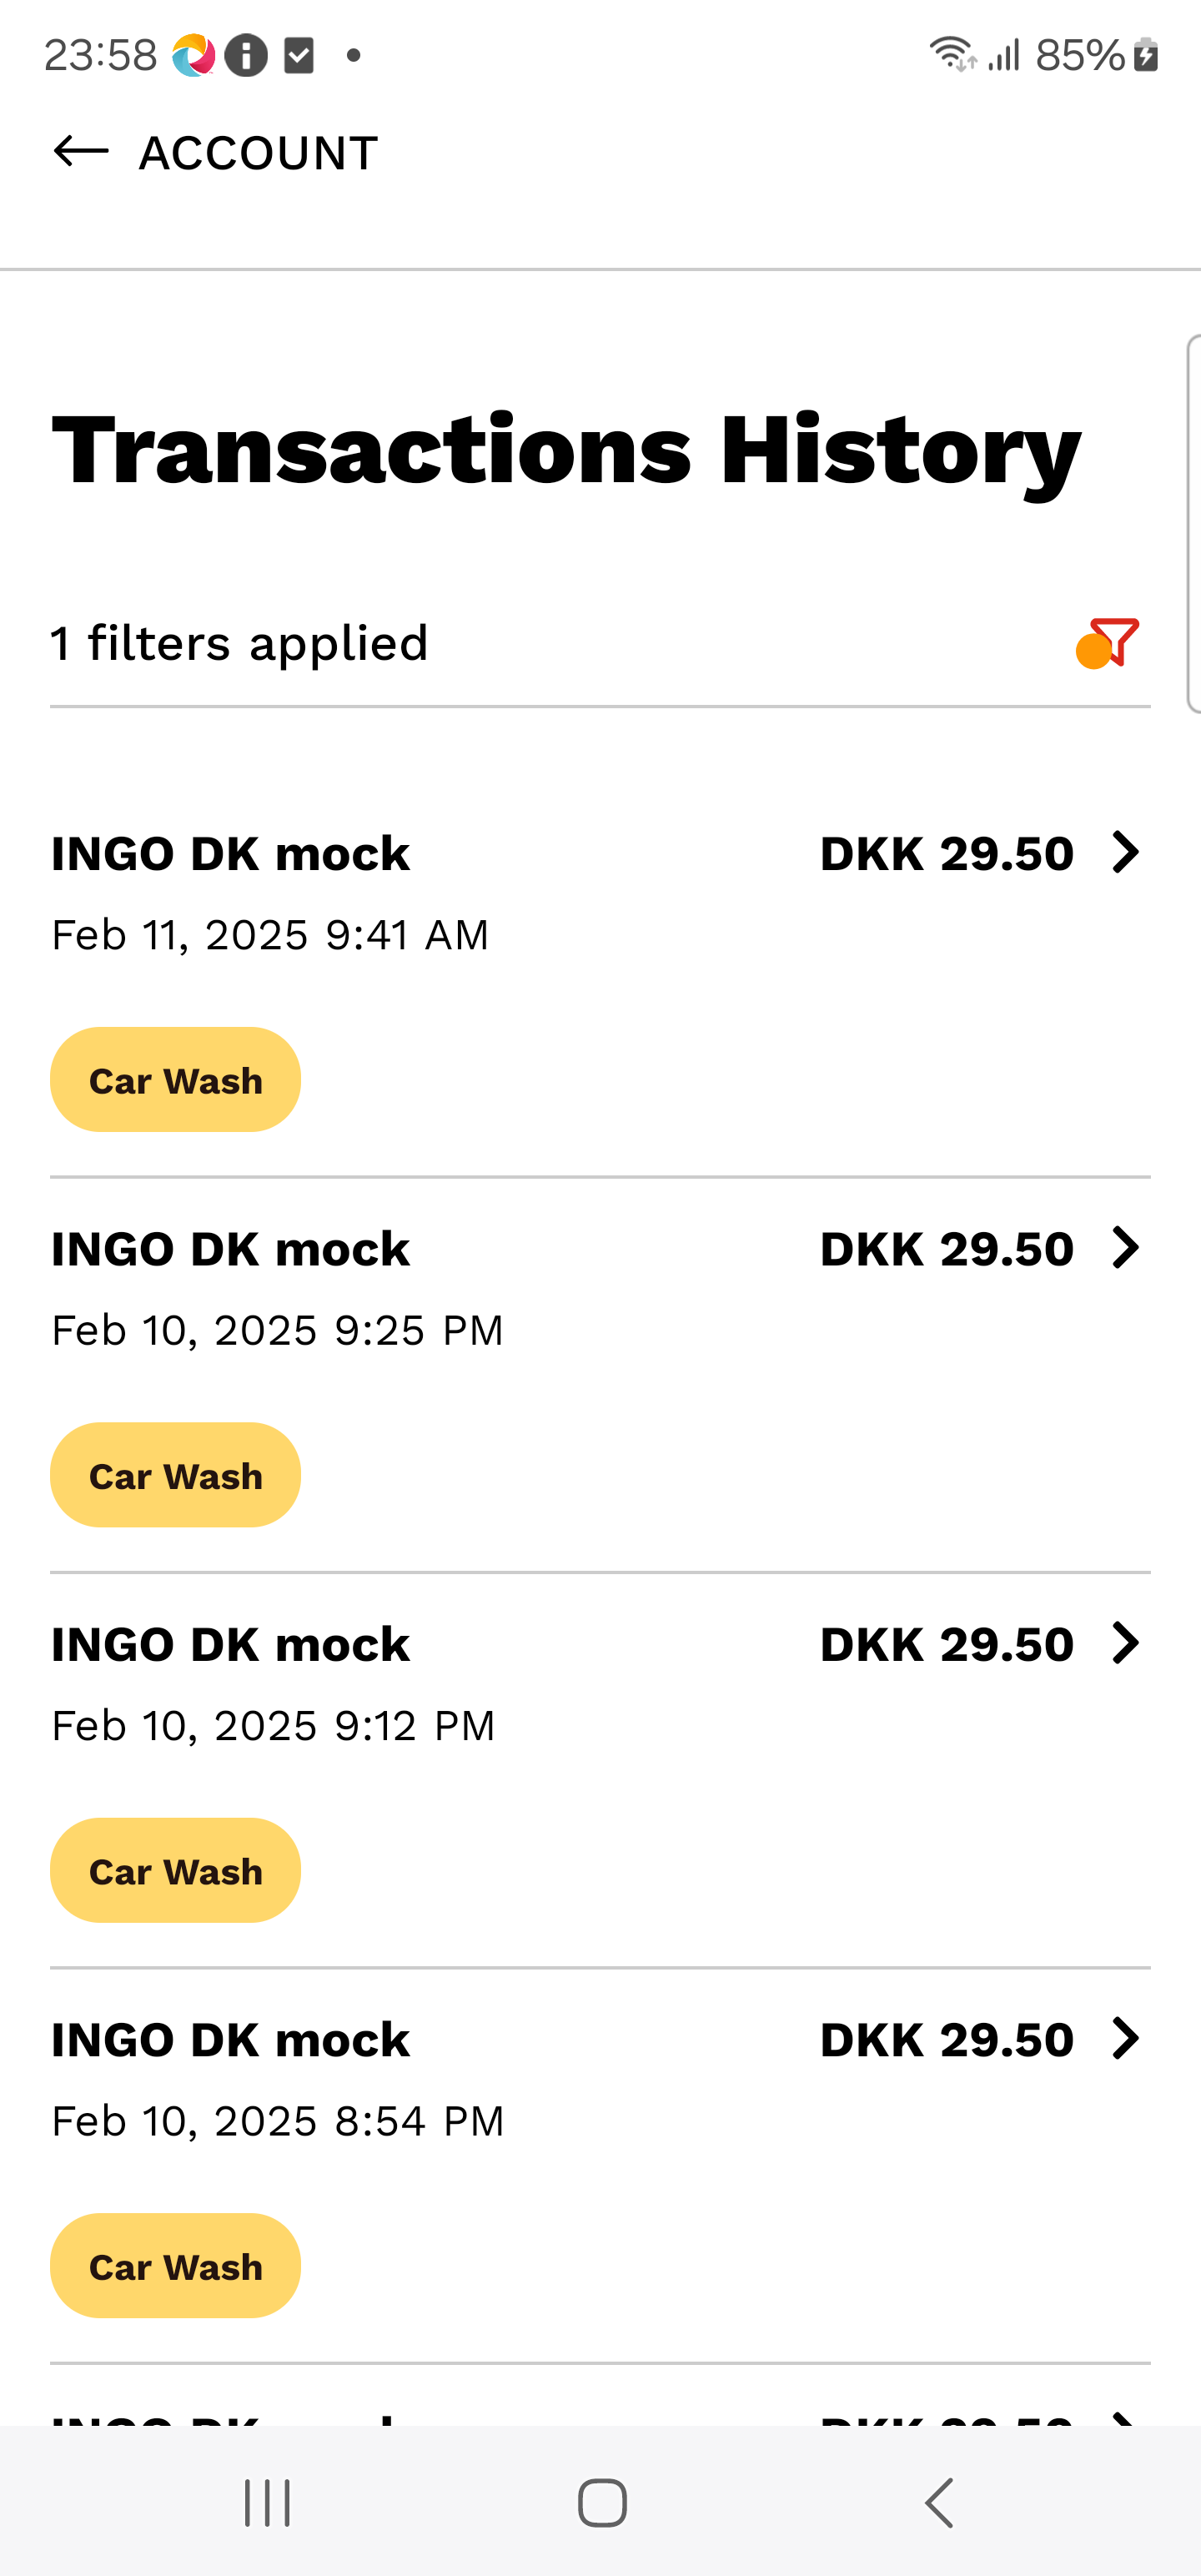 23:58
85%
ACCOUNT
Transactions History
1 filters applied
INGO DK mock DKK 29.50
Feb 11, 2025 9:41 AM
Car Wash
INGO DK mock DKK 29.50
Feb 10, 2025 9:25 PM
Car Wash
INGO DK mock DKK 29.50
Feb 10, 2025 9:12 PM
Car Wash
INGO DK mock DKK 29.50
Feb 10, 2025 8:54 PM
Car Wash